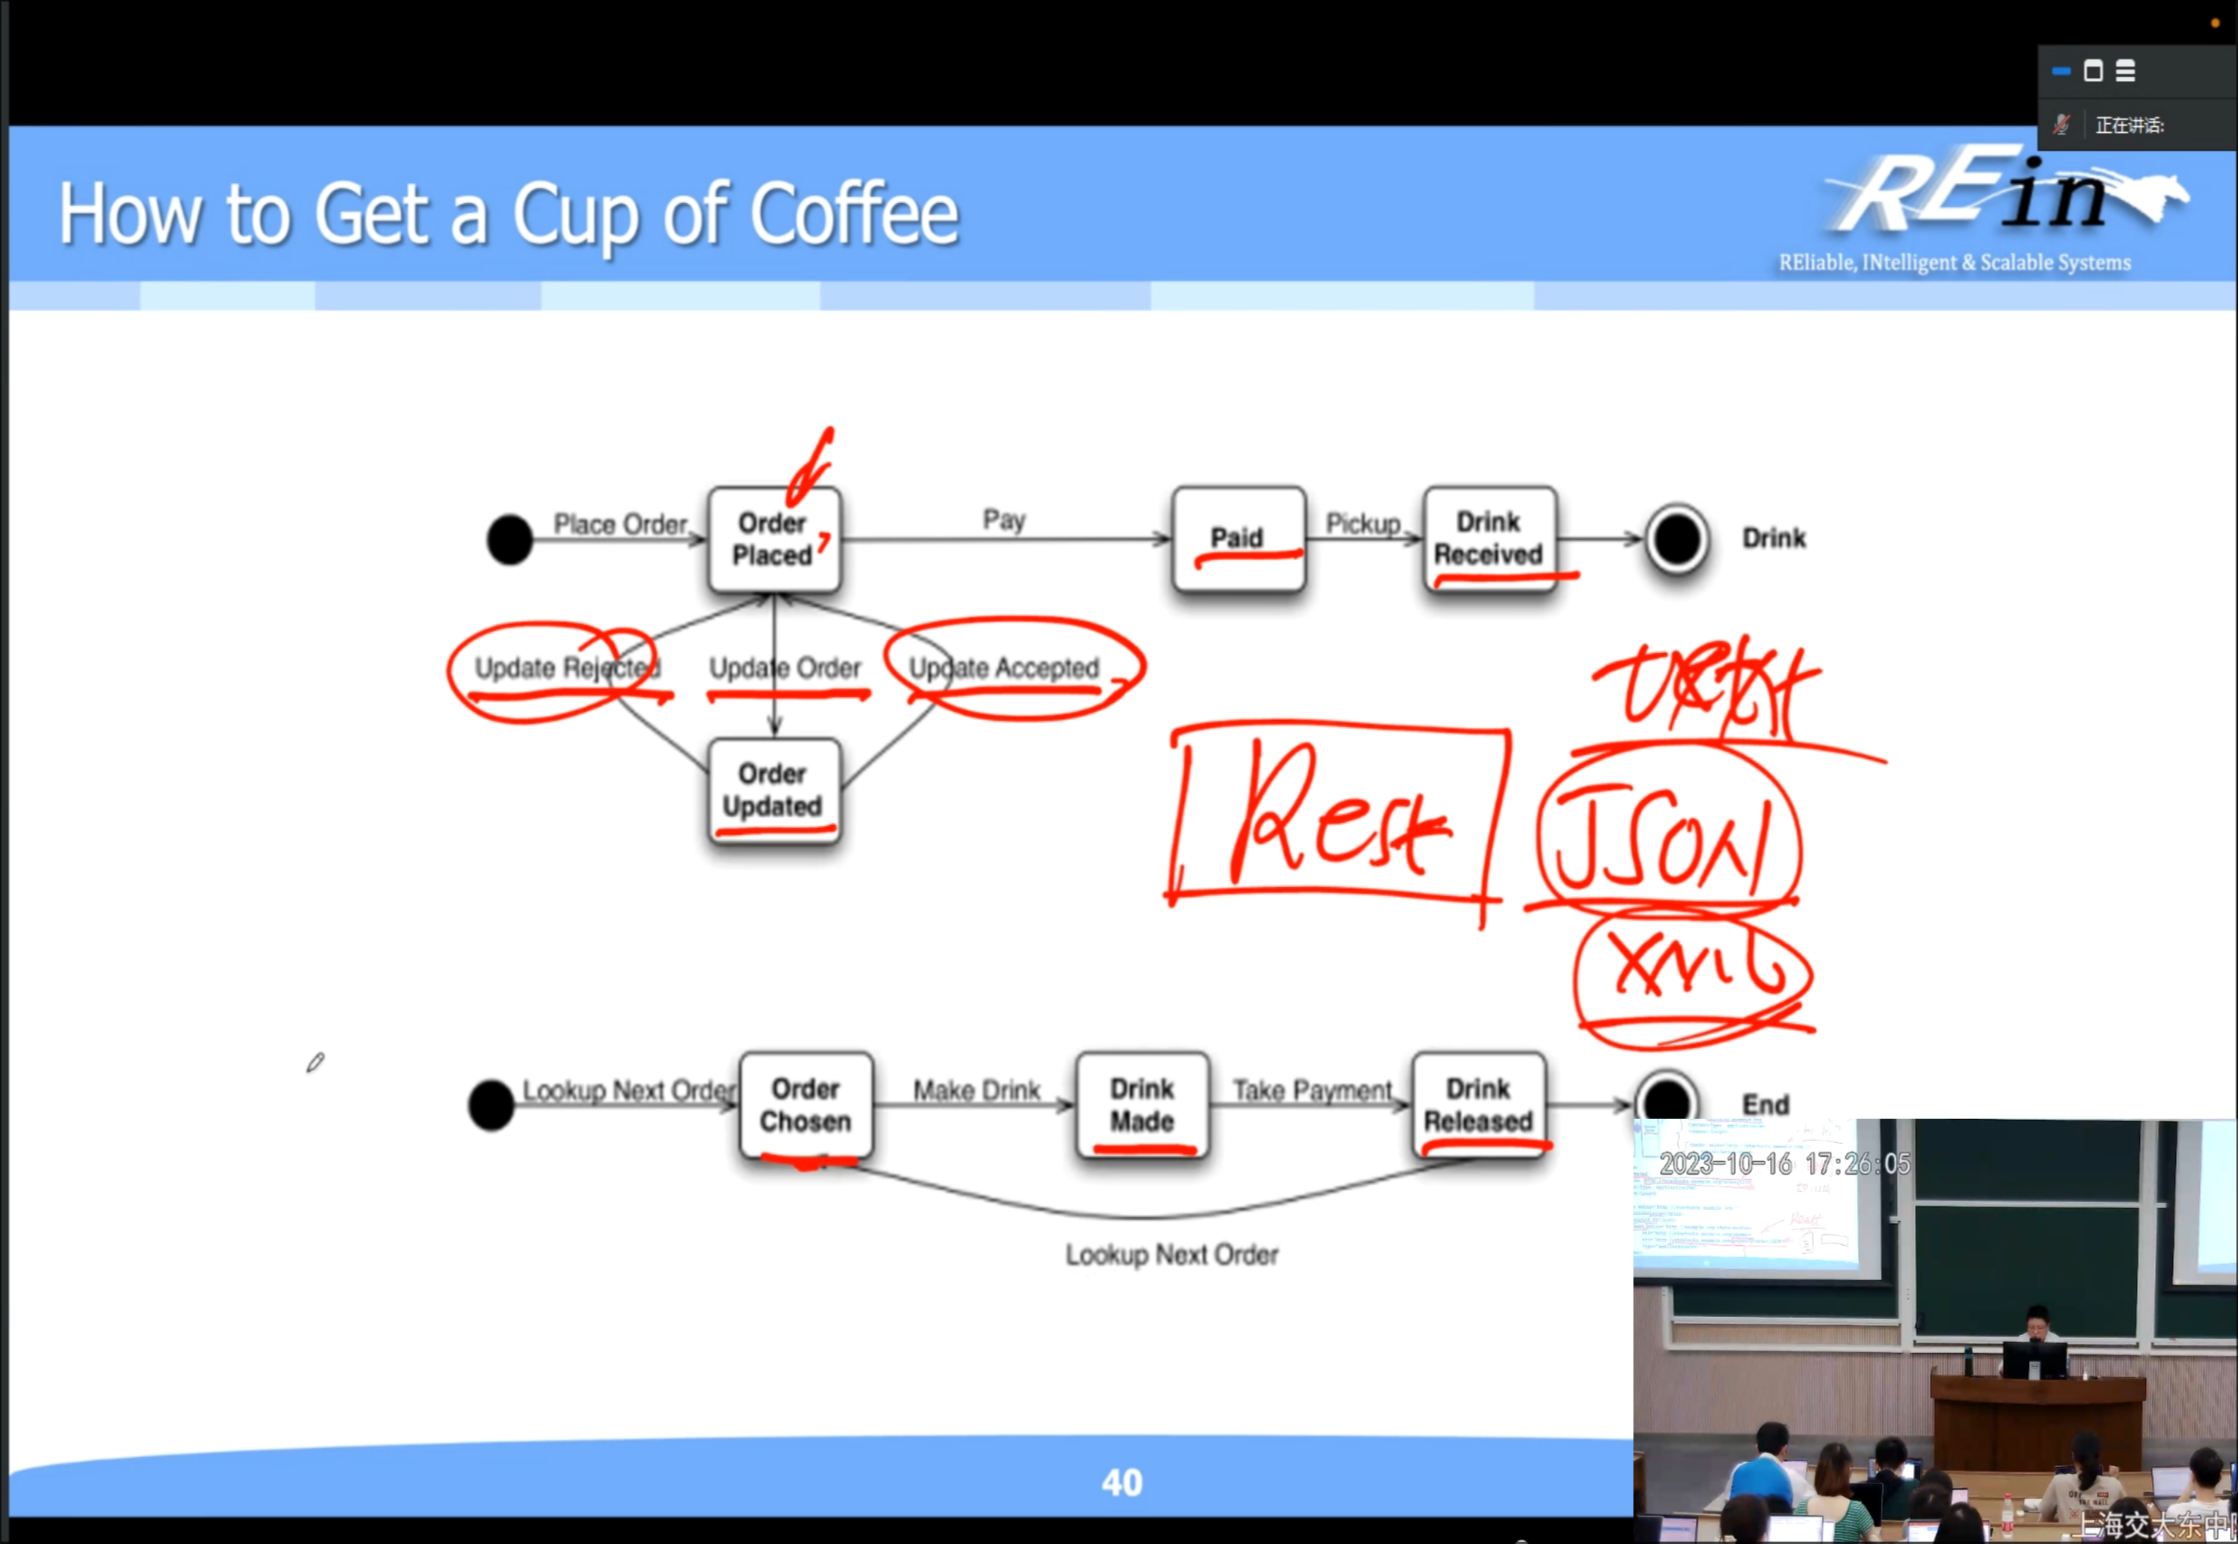 正在讲话:
How to Get a Cup of Coffee
REin
REliable, INtelligent & Scalable Systems
Place Order
Order
Placed
Pay
Paid
Pickup
Drink
Received
Drink
Update Rejected
Update Order
Update Accepted
Order
Updated
Rest
JSON
XML
Lookup Next Order
Order
Chosen
Make Drink
Drink
Made
Take Payment
Drink
Released
End
Lookup Next Order
2023-10-16 17:26:05
40
上海交大东中